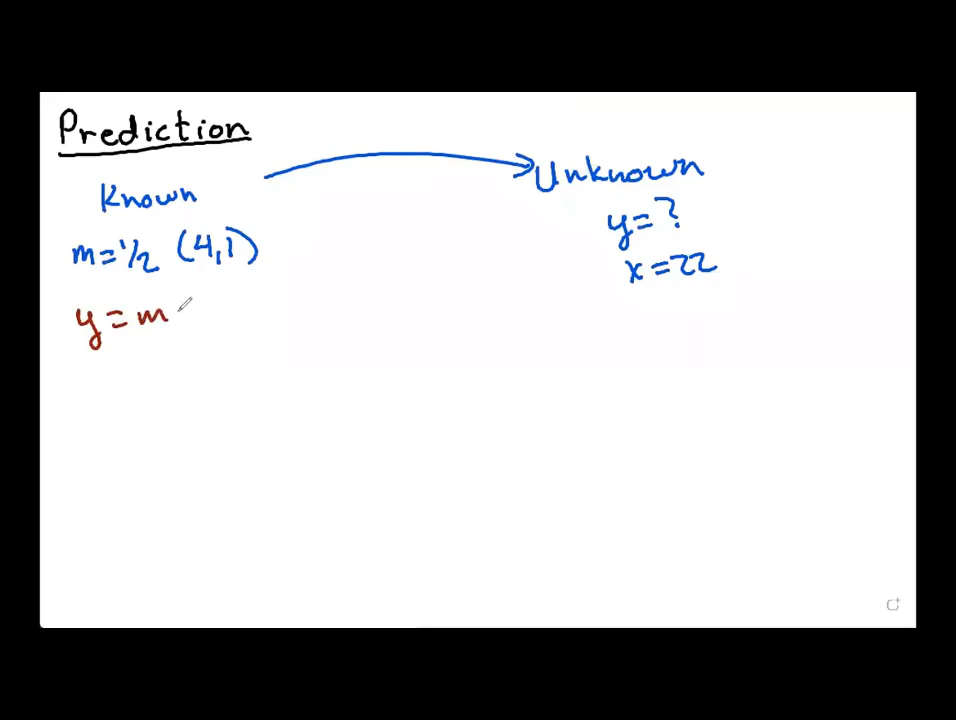 Prediction
Known
m=1/2 (4,1)
y=m
Unknown
y=?
x=22